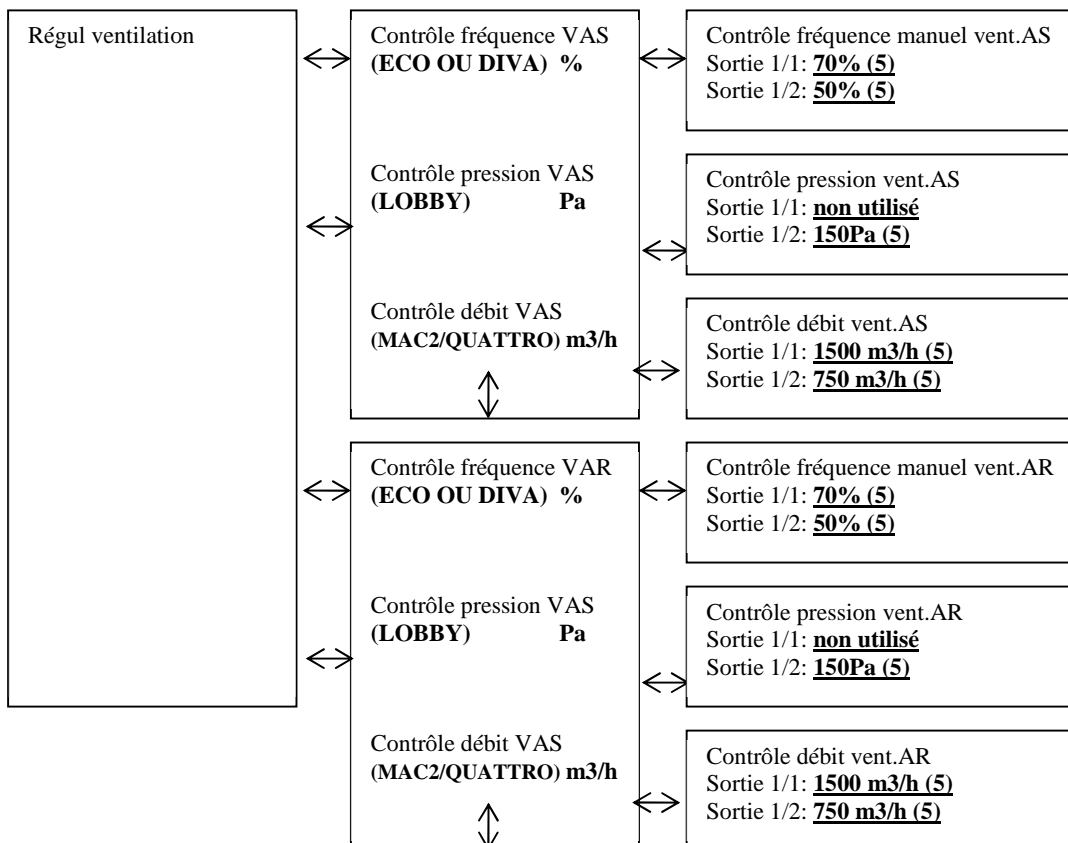 Régul ventilation
Contrôle fréquence VAS
(ECO OU DIVA) %
Contrôle pression VAS
(LOBBY) Pa
Contrôle débit VAS
(MAC2/QUATTRO) m3/h
Contrôle fréquence manuel vent.AS
Sortie 1/1: 70% (5)
Sortie 1/2: 50% (5)
Contrôle pression vent.AS
Sortie 1/1: non utilisé
Sortie 1/2: 150Pa (5)
Contrôle débit vent.AS
Sortie 1/1: 1500 m3/h (5)
Sortie 1/2: 750 m3/h (5)
Contrôle fréquence VAR
(ECO OU DIVA) %
Contrôle pression VAS
(LOBBY) Pa
Contrôle débit VAS
(MAC2/QUATTRO) m3/h
Contrôle fréquence manuel vent.AR
Sortie 1/1: 70% (5)
Sortie 1/2: 50% (5)
Contrôle pression vent.AR
Sortie 1/1: non utilisé
Sortie 1/2: 150Pa (5)
Contrôle débit vent.AR
Sortie 1/1: 1500 m3/h (5)
Sortie 1/2: 750 m3/h (5)